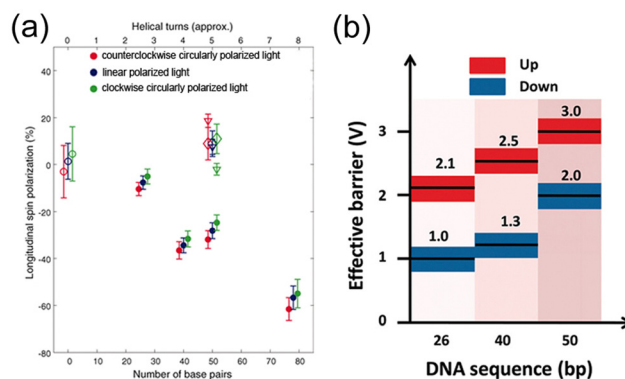 (a)
Helical turns (approx.)
0 1 2 3 4 5 6 7 8
counterclockwise circularly polarized light
linear polarized light
clockwise circularly polarized light
Longitudinal spin polarization (%)
40
20
0
-20
-40
-60
-80
0 10 20 30 40 50 60 70 80
Number of base pairs
(b)
Up
Down
Effective barrier (V)
3
2
1
0
2.1
2.5
3.0
1.0
1.3
2.0
26 40 50
DNA sequence (bp)